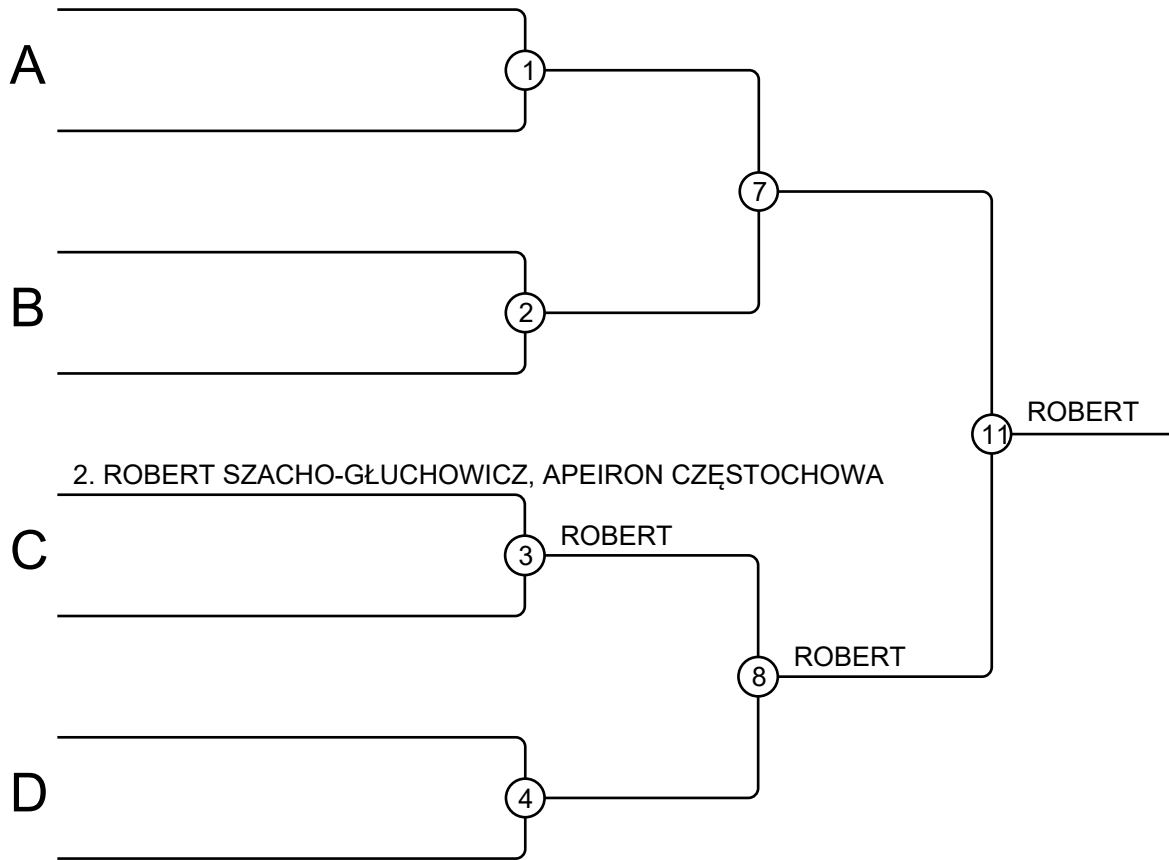 A
1
7
B
2
ROBERT
11
2. ROBERT SZACHO-GŁUCHOWICZ, APEIRON CZĘSTOCHOWA
C
3
ROBERT
8
ROBERT
D
4